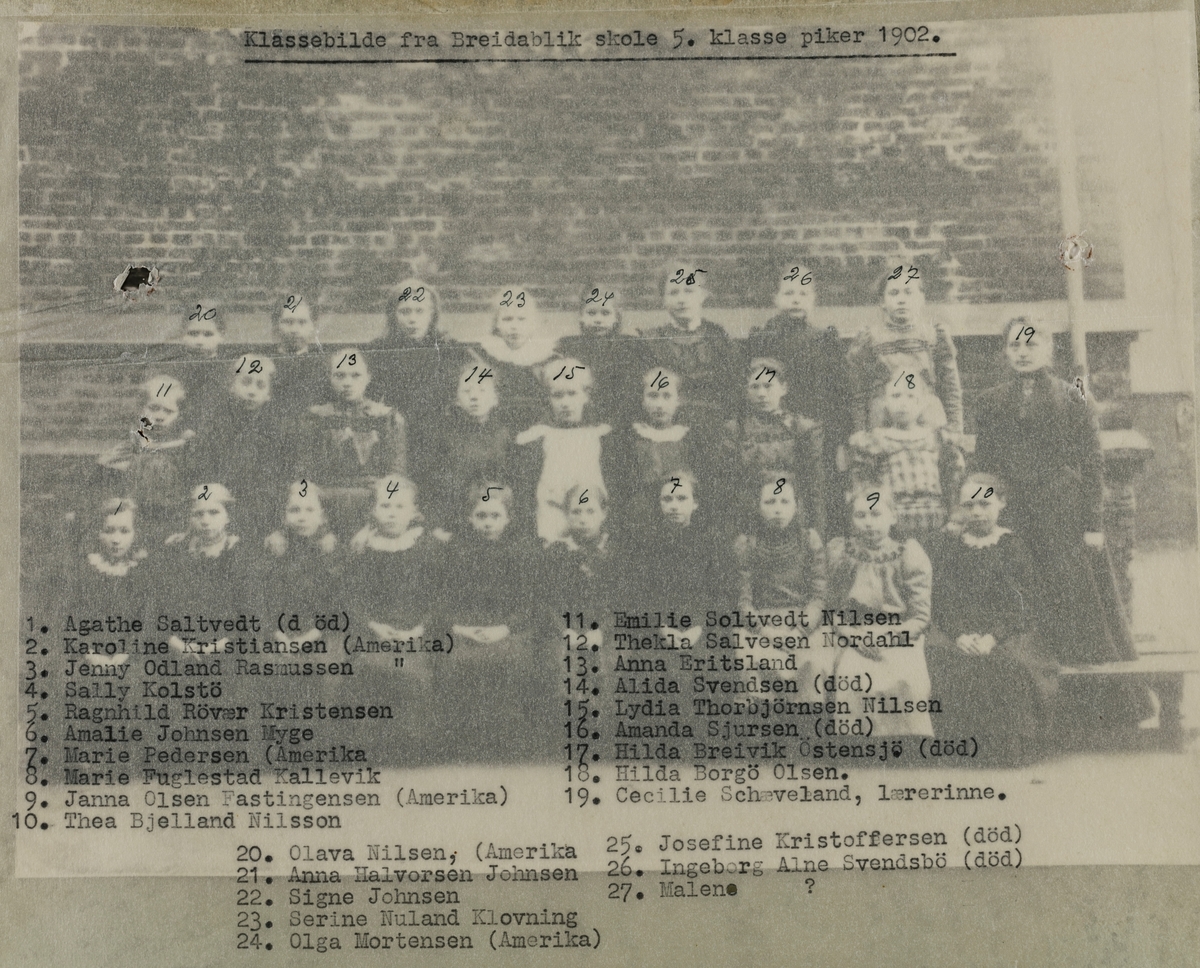 Klassebilde fra Breidablik skole 5. klasse piker 1902.
20 21 22 23 24 25 26 27
11 12 13 14 15 16 17 18 19
1 2 3 4 5 6 7 8 9 10
1. Agathe Saltvedt (d öd)
2. Karoline Kristiansen (Amerika)
3. Jenny Odland Rasmussen "
4. Sally Kolstö
5. Ragnhild Rövær Kristensen
6. Amalie Johnsen Myge
7. Marie Pedersen (Amerika
8. Marie Fuglestad Kallevik
9. Janna Olsen Fastingensen (Amerika)
10. Thea Bjelland Nilsson
11. Emilie Soltvedt Nilsen
12. Thekla Salvesen Nordahl
13. Anna Eritsland
14. Alida Svendsen (död)
15. Lydia Thorbjörnsen Nilsen
16. Amanda Sjursen (död)
17. Hilda Breivik Östensjö (död)
18. Hilda Borgö Olsen.
19. Cecilie Schæveland, lærerinne.
20. Olava Nilsen, (Amerika
21. Anna Halvorsen Johnsen
22. Signe Johnsen
23. Serine Nuland Klovning
24. Olga Mortensen (Amerika)
25. Josefine Kristoffersen (död)
26. Ingeborg Alne Svendsbö (död)
27. Malene ?